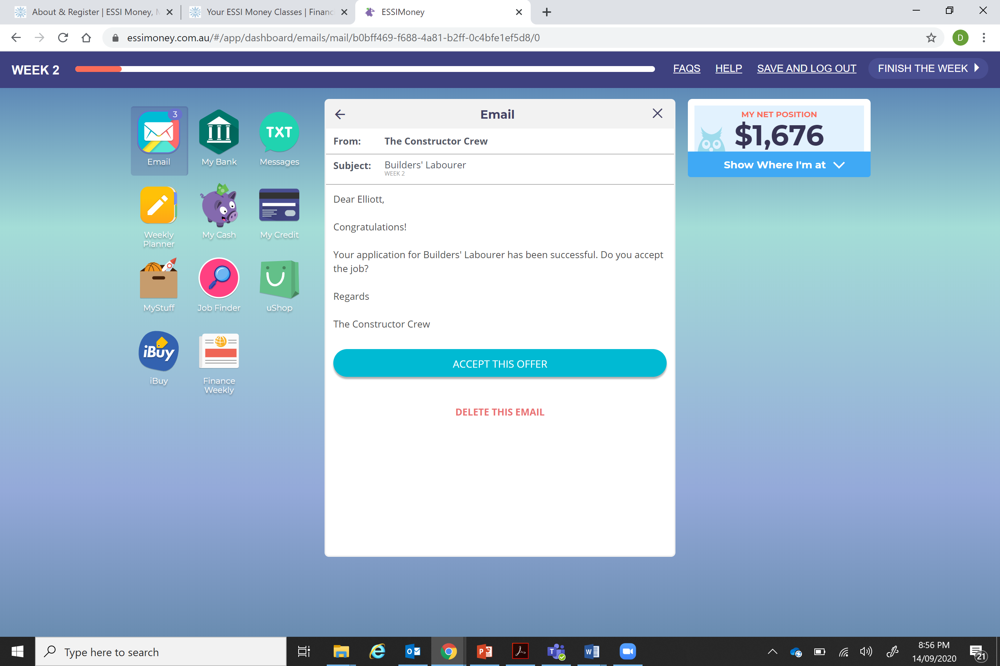 About & Register | ESSI Money, M
Your ESSI Money Classes | Financi
ESSIMoney
essimoney.com.au/#/app/dashboard/emails/mail/b0bff469-f688-4a81-b2ff-0c4bfe1ef5d8/0
D
WEEK 2
FAQS
HELP
SAVE AND LOG OUT
FINISH THE WEEK
3
Email
My Bank
TXT
Messages
Weekly
Planner
My Cash
My Credit
MyStuff
Job Finder
uShop
iBuy
iBuy
Finance
Weekly
Email
From: The Constructor Crew
Subject: Builders' Labourer
WEEK 2
Dear Elliott,
Congratulations!
Your application for Builders' Labourer has been successful. Do you accept
the job?
Regards
The Constructor Crew
ACCEPT THIS OFFER
DELETE THIS EMAIL
MY NET POSITION
$1,676
Show Where I'm at
Type here to search
8:56 PM
14/09/2020
21